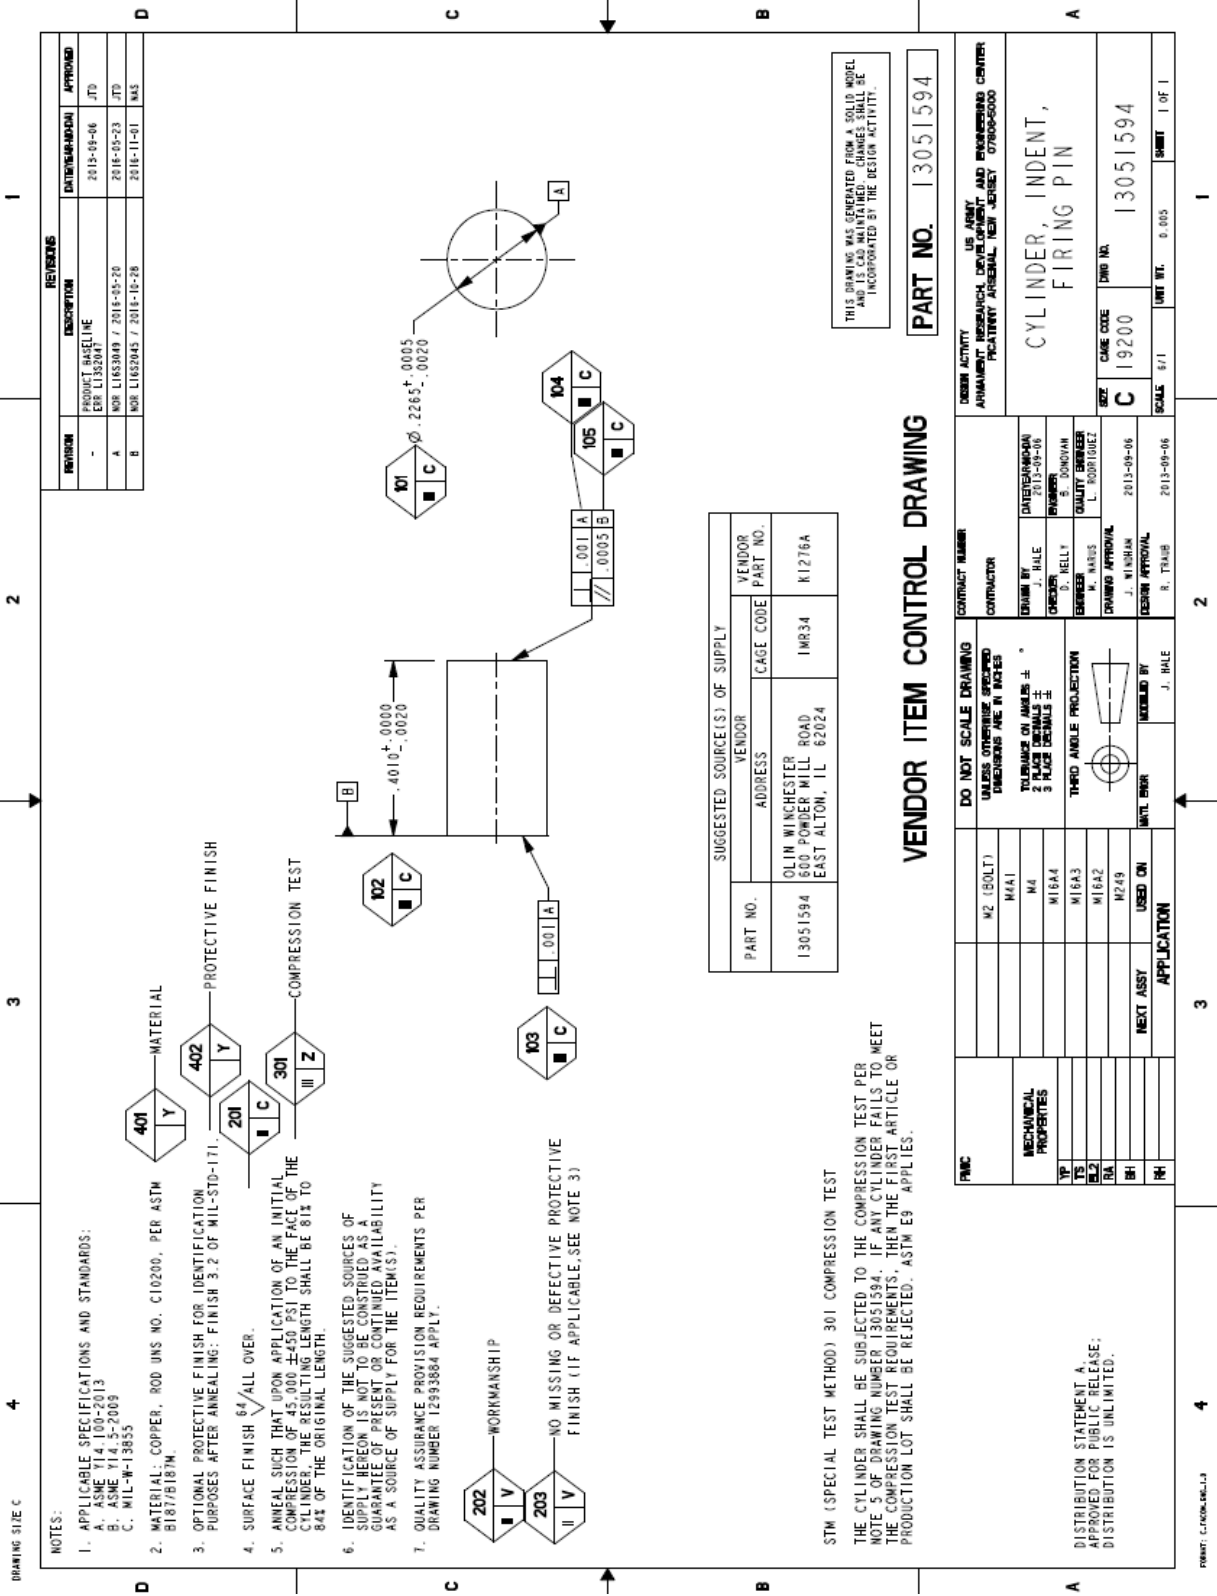 DRAWING SIZE C
4
3
2
1
D
C
B
A
NOTES:
1. APPLICABLE SPECIFICATIONS AND STANDARDS:
A. ASME Y14.100-2013
B. ASME Y14.5-2009
C. MIL-W-13855
2. MATERIAL: COPPER, ROD UNS NO. C10200, PER ASTM
B187/B187M.
3. OPTIONAL PROTECTIVE FINISH FOR IDENTIFICATION
PURPOSES AFTER ANNEALING: FINISH 3.2 OF MIL-STD-171.
4. SURFACE FINISH 64 √ ALL OVER.
5. ANNEAL SUCH THAT UPON APPLICATION OF AN INITIAL
COMPRESSION OF 45,000 ±450 PSI TO THE FACE OF THE
CYLINDER, THE RESULTING LENGTH SHALL BE 81% TO
84% OF THE ORIGINAL LENGTH.
6. IDENTIFICATION OF THE SUGGESTED SOURCES OF
SUPPLY HEREON IS NOT TO BE CONSTRUED AS A
GUARANTEE OF PRESENT OR CONTINUED AVAILABILITY
AS A SOURCE OF SUPPLY FOR THE ITEM(S).
7. QUALITY ASSURANCE PROVISION REQUIREMENTS PER
DRAWING NUMBER 12993884 APPLY.
401 Y MATERIAL
402 Y PROTECTIVE FINISH
201 C
301 III Z COMPRESSION TEST
202 V WORKMANSHIP
203 II V NO MISSING OR DEFECTIVE PROTECTIVE
FINISH (IF APPLICABLE,SEE NOTE 3)
REVISIONS
REVISION DESCRIPTION DATE(YEAR-MO-DA) APPROVED
- PRODUCT BASELINE
ERR L13S2047 2013-09-06 JTD
A NOR L16S3049 / 2016-05-20 2016-05-23 JTD
B NOR L16S2045 / 2016-10-28 2016-11-01 NAS
102 C
B
.4010 +.0000
-.0020
103 C
⊥ .001 A
⊥ .001 A
// .0005 B
104 C
105 C
101 C
Ø.2265 +.0005
-.0020
A
STM (SPECIAL TEST METHOD) 301 COMPRESSION TEST
THE CYLINDER SHALL BE SUBJECTED TO THE COMPRESSION TEST PER
NOTE 5 OF DRAWING NUMBER 13051594. IF ANY CYLINDER FAILS TO MEET
THE COMPRESSION TEST REQUIREMENTS, THEN THE FIRST ARTICLE OR
PRODUCTION LOT SHALL BE REJECTED. ASTM E9 APPLIES.
SUGGESTED SOURCE(S) OF SUPPLY
PART NO. VENDOR ADDRESS CAGE CODE VENDOR PART NO.
13051594 OLIN WINCHESTER
600 POWDER MILL ROAD
EAST ALTON, IL 62024 1MR34 K1276A
THIS DRAWING WAS GENERATED FROM A SOLID MODEL
AND IS CAD MAINTAINED. CHANGES SHALL BE
INCORPORATED BY THE DESIGN ACTIVITY.
VENDOR ITEM CONTROL DRAWING
PART NO. 13051594
DISTRIBUTION STATEMENT A.
APPROVED FOR PUBLIC RELEASE;
DISTRIBUTION IS UNLIMITED.
PMIC
MECHANICAL
PROPERTIES
YP
TS
EL2
RA
BH
RH
M2 (BOLT)
M4A1
M4
M16A4
M16A3
M16A2
M249
NEXT ASSY USED ON
APPLICATION
DO NOT SCALE DRAWING
UNLESS OTHERWISE SPECIFIED
DIMENSIONS ARE IN INCHES
TOLERANCE ON ANGLES ± °
2 PLACE DECIMALS ±
3 PLACE DECIMALS ±
THIRD ANGLE PROJECTION
MATL ENGR
MODELED BY
J. HALE
CONTRACT NUMBER
CONTRACTOR
DRAWN BY
J. HALE
DATE(YEAR-MO-DA)
2013-09-06
CHECKER
D. KELLY
ENGINEER
B. DONOVAN
ENGINEER
M. NARUS
QUALITY ENGINEER
L. RODRIGUEZ
DRAWING APPROVAL
J. WINDHAM 2013-09-06
DESIGN APPROVAL
R. TRAUB 2013-09-06
DESIGN ACTIVITY
US ARMY
ARMAMENT RESEARCH, DEVELOPMENT AND ENGINEERING CENTER
PICATINNY ARSENAL, NEW JERSEY 07806-5000
CYLINDER, INDENT,
FIRING PIN
SIZE
C
CAGE CODE
19200
DWG NO.
13051594
SCALE 6/1 UNIT WT. 0.005 SHEET 1 OF 1
4
3
2
1
D
C
B
A